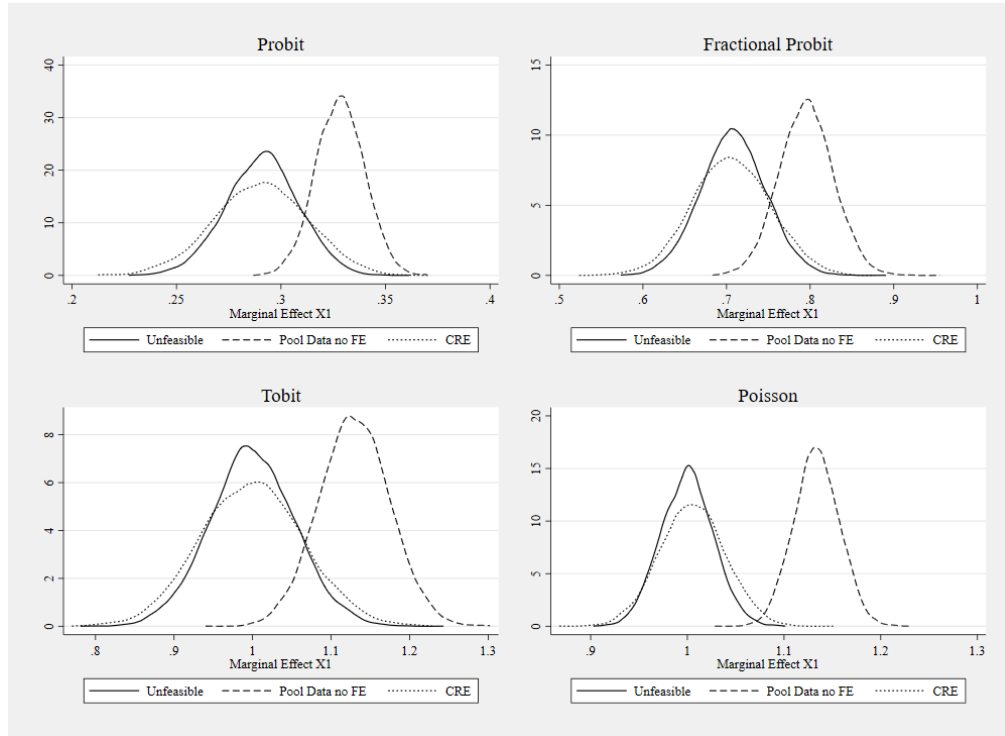 Probit
40
30
20
10
0
.2 .25 .3 .35 .4
Marginal Effect X1
Unfeasible Pool Data no FE CRE
Fractional Probit
15
10
5
0
.5 .6 .7 .8 .9 1
Marginal Effect X1
Unfeasible Pool Data no FE CRE
Tobit
8
6
4
2
0
.8 .9 1 1.1 1.2 1.3
Marginal Effect X1
Unfeasible Pool Data no FE CRE
Poisson
20
15
10
5
0
.9 1 1.1 1.2 1.3
Marginal Effect X1
Unfeasible Pool Data no FE CRE